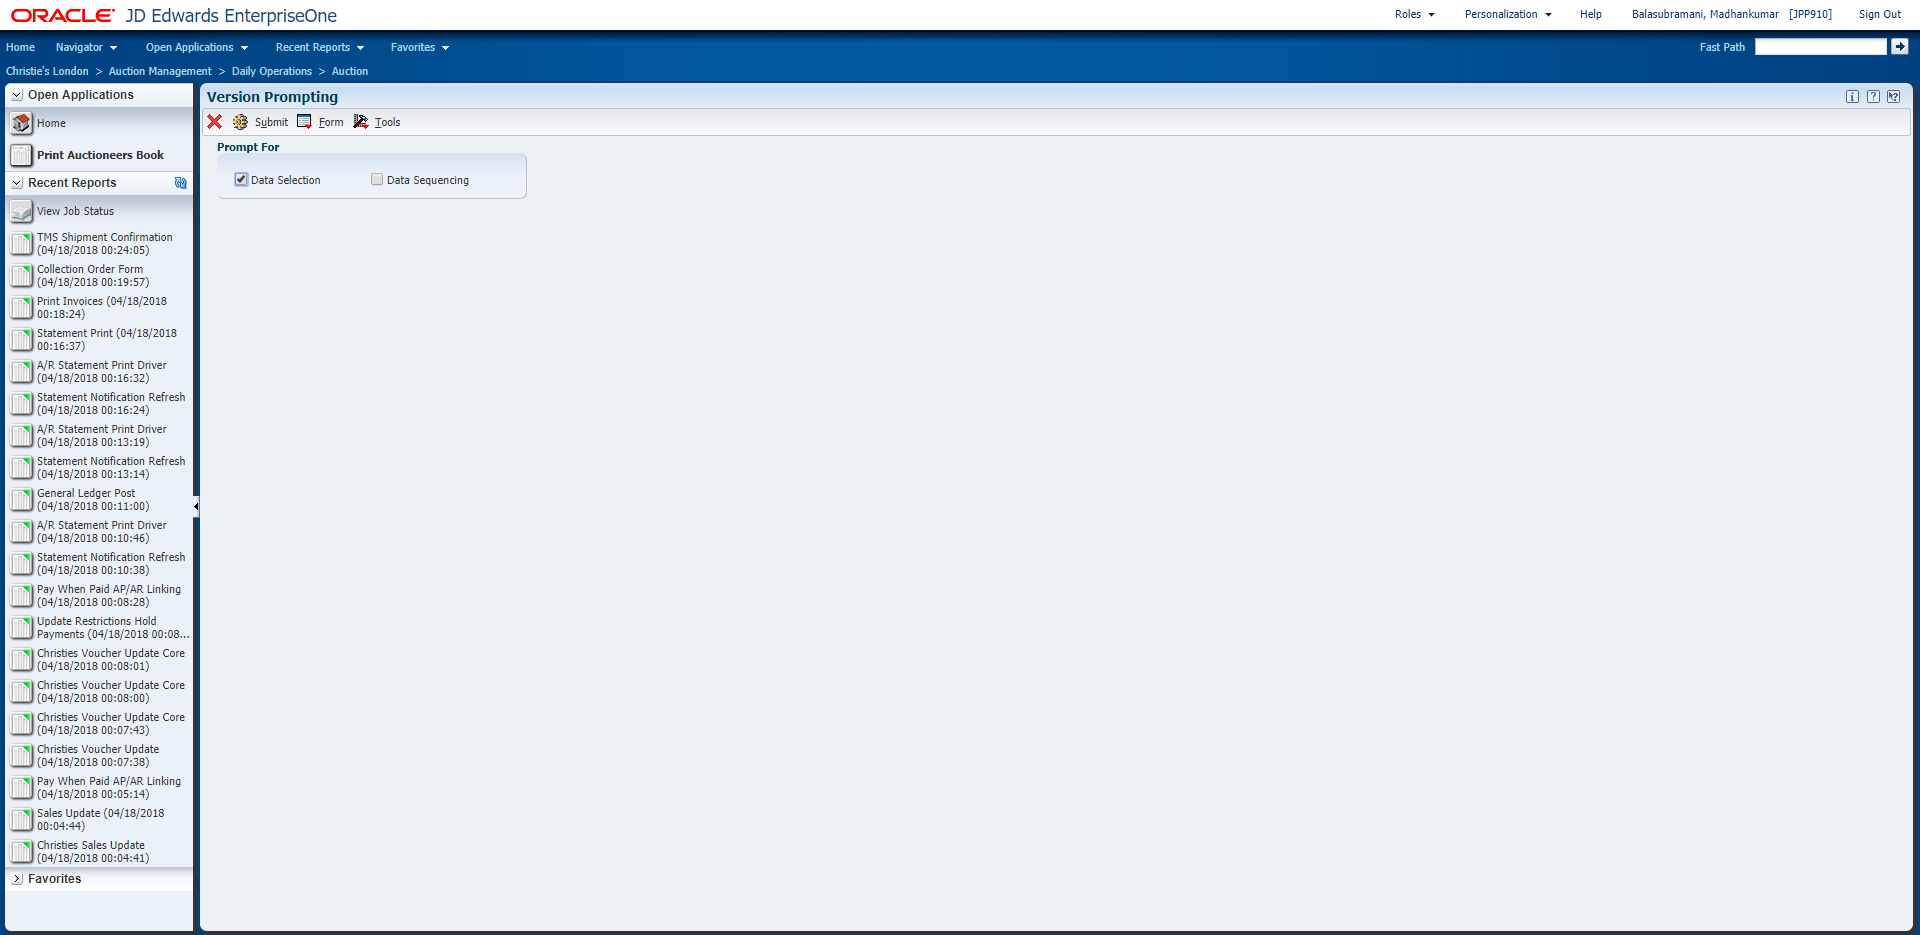 ORACLE JD Edwards EnterpriseOne
Roles Personalization Help Balasubramani, Madhankumar [JPP910] Sign Out
Home Navigator Open Applications Recent Reports Favorites Fast Path
Christie's London > Auction Management > Daily Operations > Auction
Open Applications
Home
Print Auctioneers Book
Recent Reports
View Job Status
TMS Shipment Confirmation
(04/18/2018 00:24:05)
Collection Order Form
(04/18/2018 00:19:57)
Print Invoices (04/18/2018
00:18:24)
Statement Print (04/18/2018
00:16:37)
A/R Statement Print Driver
(04/18/2018 00:16:32)
Statement Notification Refresh
(04/18/2018 00:16:24)
A/R Statement Print Driver
(04/18/2018 00:13:19)
Statement Notification Refresh
(04/18/2018 00:13:14)
General Ledger Post
(04/18/2018 00:11:00)
A/R Statement Print Driver
(04/18/2018 00:10:46)
Statement Notification Refresh
(04/18/2018 00:10:38)
Pay When Paid AP/AR Linking
(04/18/2018 00:08:28)
Update Restrictions Hold
Payments (04/18/2018 00:08...
Christies Voucher Update Core
(04/18/2018 00:08:01)
Christies Voucher Update Core
(04/18/2018 00:08:00)
Christies Voucher Update Core
(04/18/2018 00:07:43)
Christies Voucher Update
(04/18/2018 00:07:38)
Pay When Paid AP/AR Linking
(04/18/2018 00:05:14)
Sales Update (04/18/2018
00:04:44)
Christies Sales Update
(04/18/2018 00:04:41)
Favorites
Version Prompting
Submit Form Tools
Prompt For
Data Selection Data Sequencing